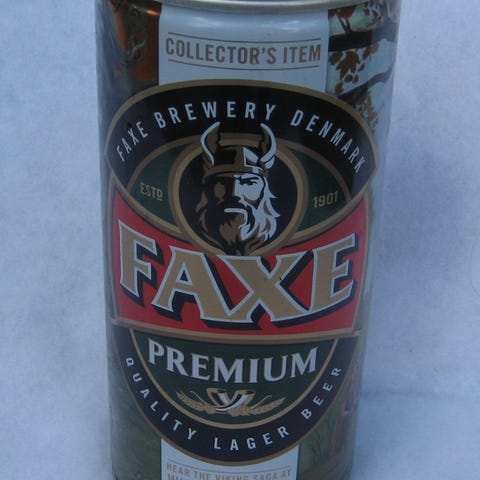 COLLECTOR'S ITEM
FAXE BREWERY DENMARK
ESTD 1901
FAXE
PREMIUM
QUALITY LAGER BEER
HEAR THE VIKING SAGA AT